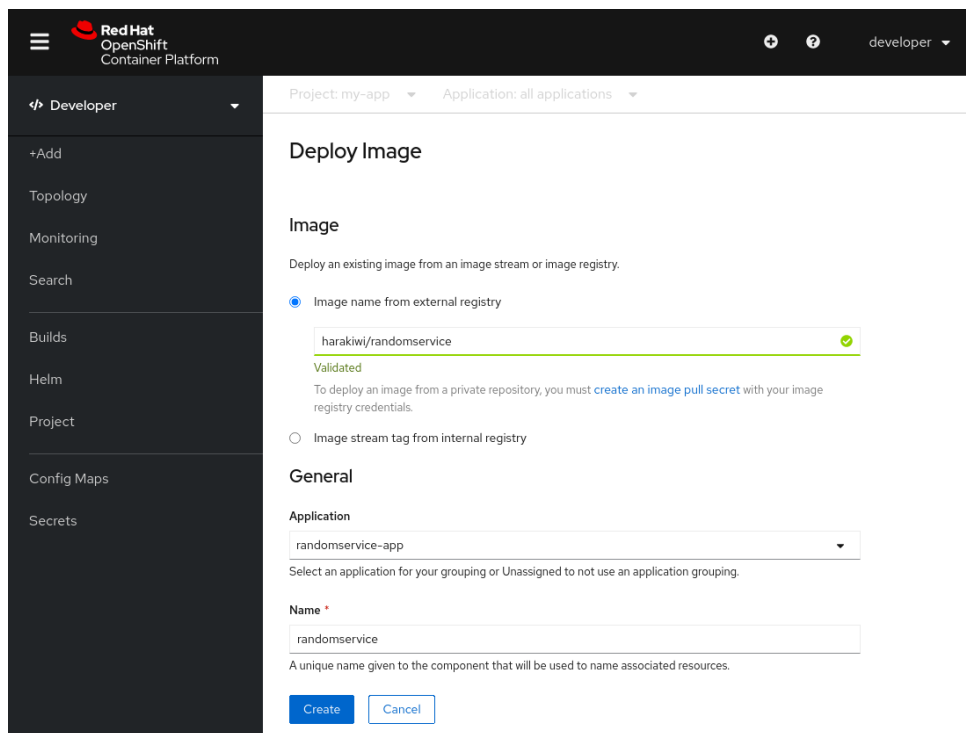 Red Hat
OpenShift
Container Platform
developer
Developer
Project: my-app
Application: all applications
+Add
Topology
Monitoring
Search
Builds
Helm
Project
Config Maps
Secrets
Deploy Image
Image
Deploy an existing image from an image stream or image registry.
Image name from external registry
harakiwi/randomservice
Validated
To deploy an image from a private repository, you must create an image pull secret with your image
registry credentials.
Image stream tag from internal registry
General
Application
randomservice-app
Select an application for your grouping or Unassigned to not use an application grouping.
Name *
randomservice
A unique name given to the component that will be used to name associated resources.
Create
Cancel